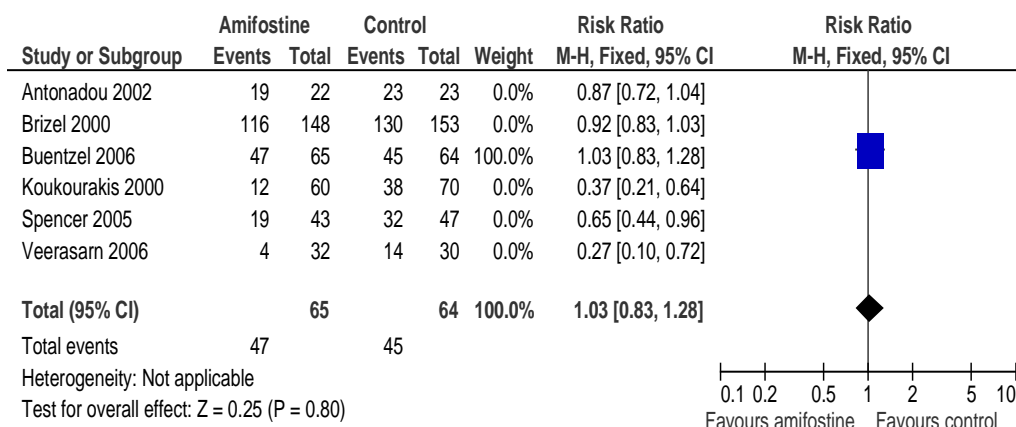 Amifostine Control Risk Ratio Risk Ratio
Study or Subgroup Events Total Events Total Weight M-H, Fixed, 95% CI M-H, Fixed, 95% CI
Antonadou 2002 19 22 23 23 0.0% 0.87 [0.72, 1.04]
Brizel 2000 116 148 130 153 0.0% 0.92 [0.83, 1.03]
Buentzel 2006 47 65 45 64 100.0% 1.03 [0.83, 1.28]
Koukourakis 2000 12 60 38 70 0.0% 0.37 [0.21, 0.64]
Spencer 2005 19 43 32 47 0.0% 0.65 [0.44, 0.96]
Veerasarn 2006 4 32 14 30 0.0% 0.27 [0.10, 0.72]
Total (95% CI) 65 64 100.0% 1.03 [0.83, 1.28]
Total events 47 45
Heterogeneity: Not applicable
Test for overall effect: Z = 0.25 (P = 0.80)
0.1 0.2 0.5 1 2 5 10
Favours amifostine Favours control